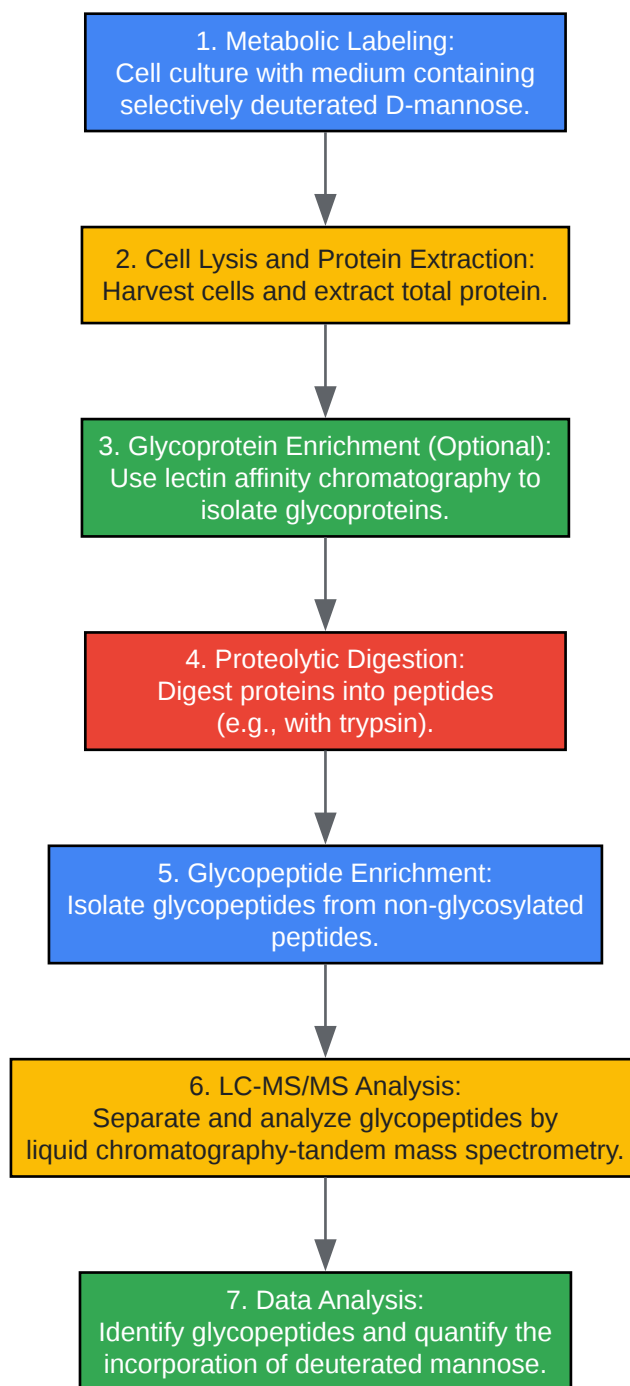 1. Metabolic Labeling:
Cell culture with medium containing
selectively deuterated D-mannose.
2. Cell Lysis and Protein Extraction:
Harvest cells and extract total protein.
3. Glycoprotein Enrichment (Optional):
Use lectin affinity chromatography to
isolate glycoproteins.
4. Proteolytic Digestion:
Digest proteins into peptides
(e.g., with trypsin).
5. Glycopeptide Enrichment:
Isolate glycopeptides from non-glycosylated
peptides.
6. LC-MS/MS Analysis:
Separate and analyze glycopeptides by
liquid chromatography-tandem mass spectrometry.
7. Data Analysis:
Identify glycopeptides and quantify the
incorporation of deuterated mannose.